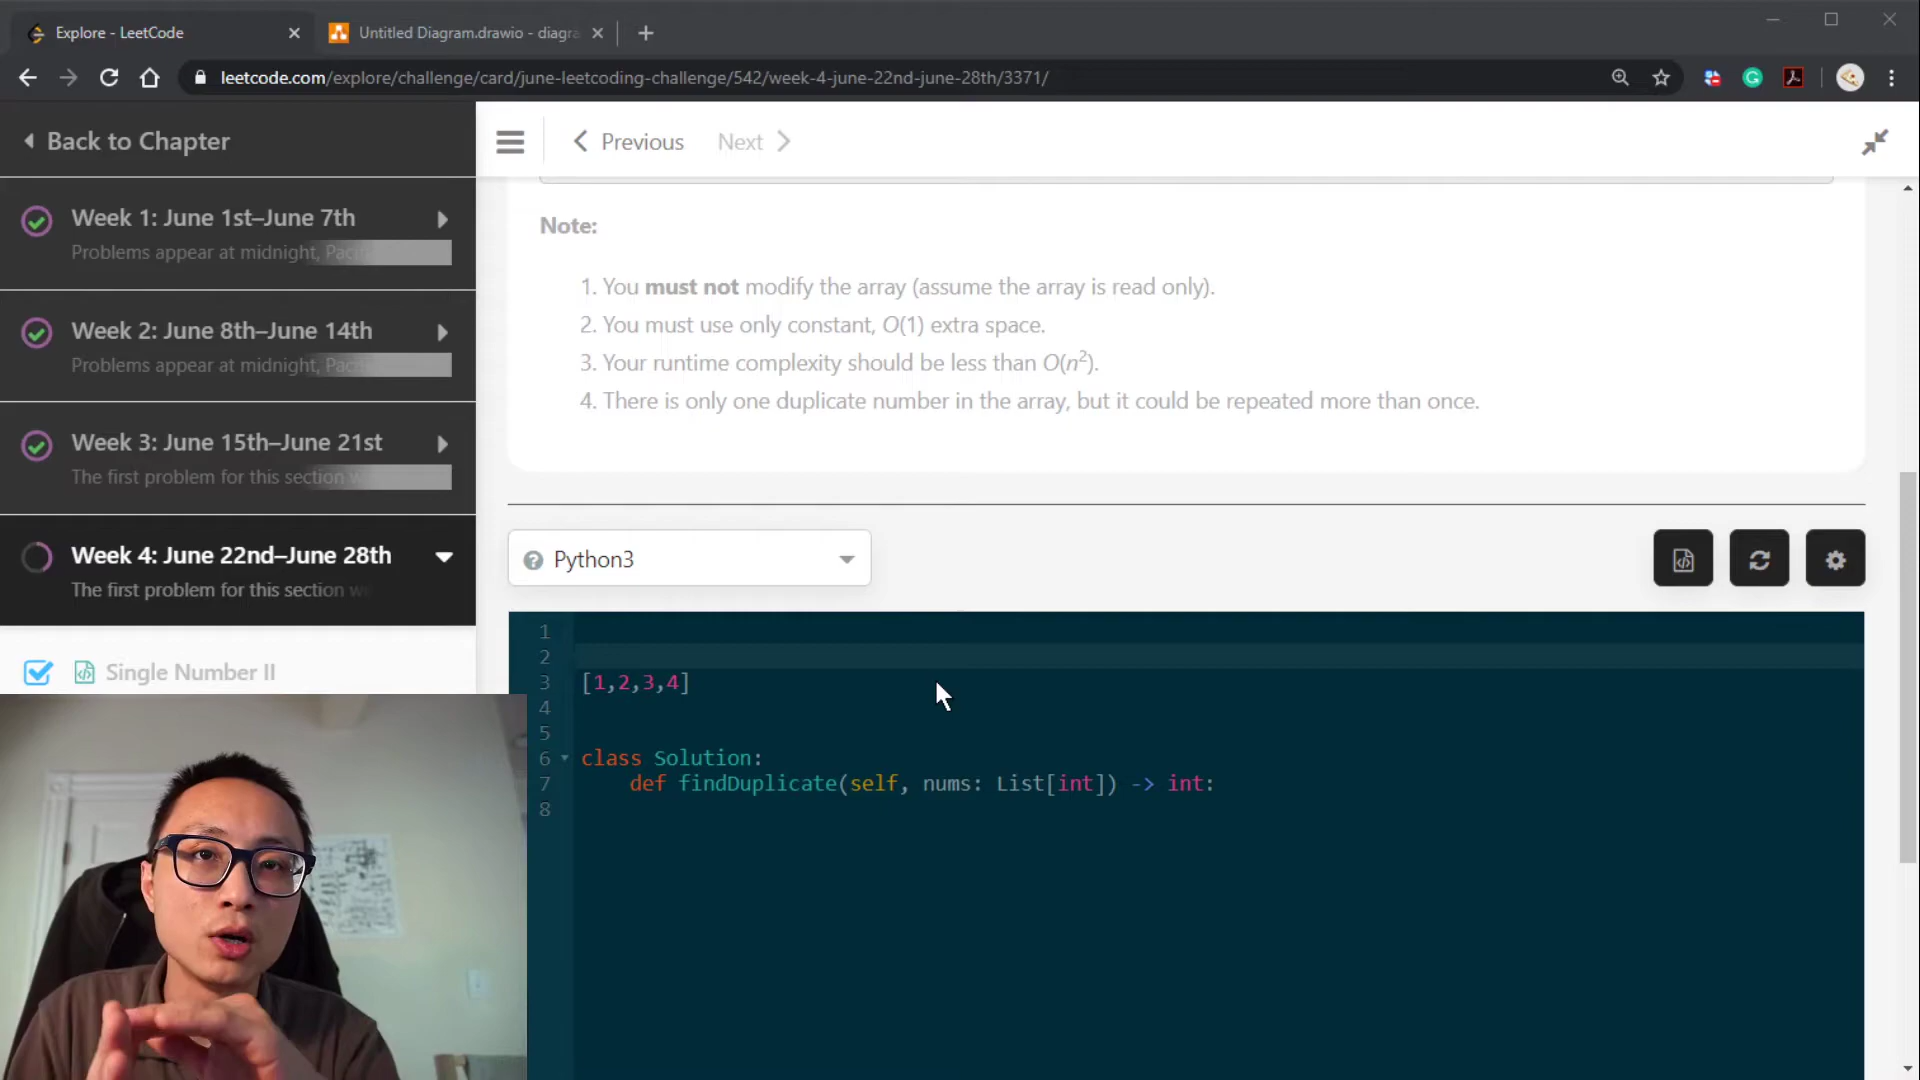 Explore - LeetCode
Untitled Diagram.drawio - diagra
leetcode.com/explore/challenge/card/june-leetcoding-challenge/542/week-4-june-22nd-june-28th/3371/
Back to Chapter
Previous
Next
Week 1: June 1st–June 7th
Problems appear at midnight, Paci
Week 2: June 8th–June 14th
Problems appear at midnight, Paci
Week 3: June 15th–June 21st
The first problem for this section w
Week 4: June 22nd–June 28th
The first problem for this section w
Single Number II
Note:
1. You must not modify the array (assume the array is read only).
2. You must use only constant, O(1) extra space.
3. Your runtime complexity should be less than O(n²).
4. There is only one duplicate number in the array, but it could be repeated more than once.
Python3
1
2
3 [1,2,3,4]
4
5
6 class Solution:
7 def findDuplicate(self, nums: List[int]) -> int:
8